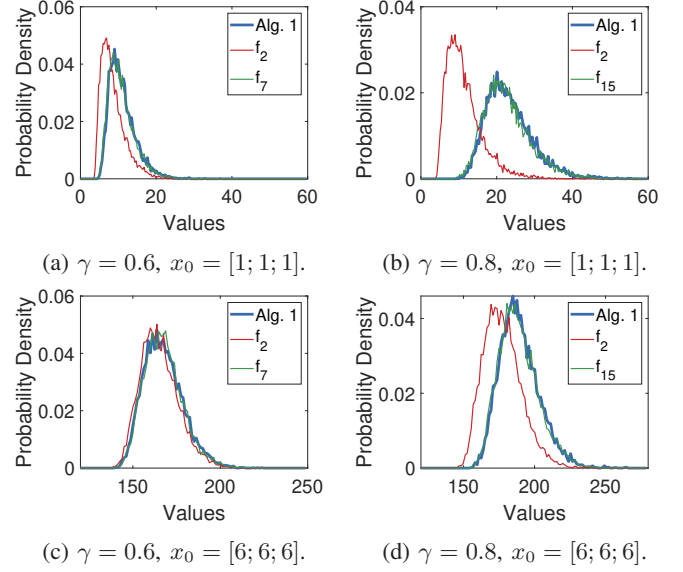 0.06
0.04
0.02
0
Probability Density
0 20 40 60
Values
Alg. 1
f2
f7
(a) γ = 0.6, x0 = [1; 1; 1].
0.04
0.02
0
Probability Density
0 10 20 30 40 50 60
Values
Alg. 1
f2
f15
(b) γ = 0.8, x0 = [1; 1; 1].
0.06
0.04
0.02
0
Probability Density
150 200 250
Values
Alg. 1
f2
f7
(c) γ = 0.6, x0 = [6; 6; 6].
0.04
0.02
0
Probability Density
150 200 250
Values
Alg. 1
f2
f15
(d) γ = 0.8, x0 = [6; 6; 6].